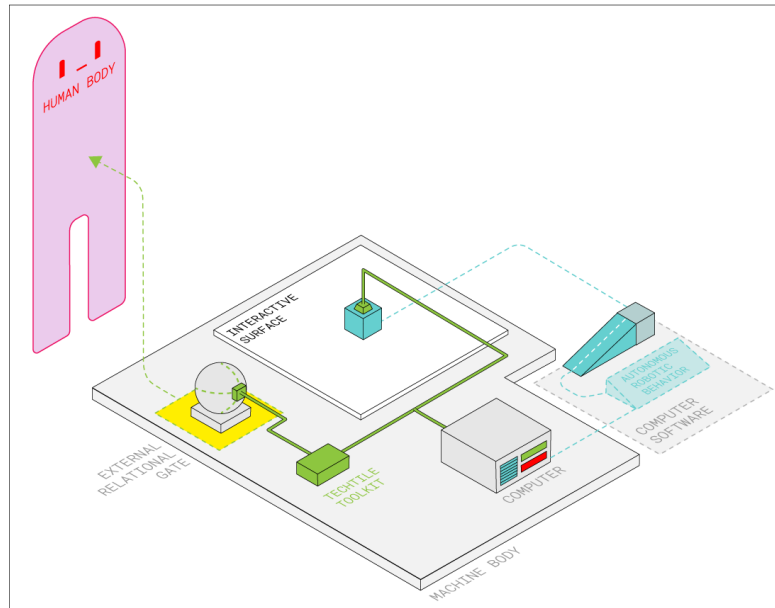 HUMAN BODY
INTERACTIVE
SURFACE
AUTONOMOUS
ROBOTIC
BEHAVIOR
COMPUTER
SOFTWARE
EXTERNAL
RELATIONAL
GATE
TECHTILE
TOOLKIT
COMPUTER
MACHINE BODY